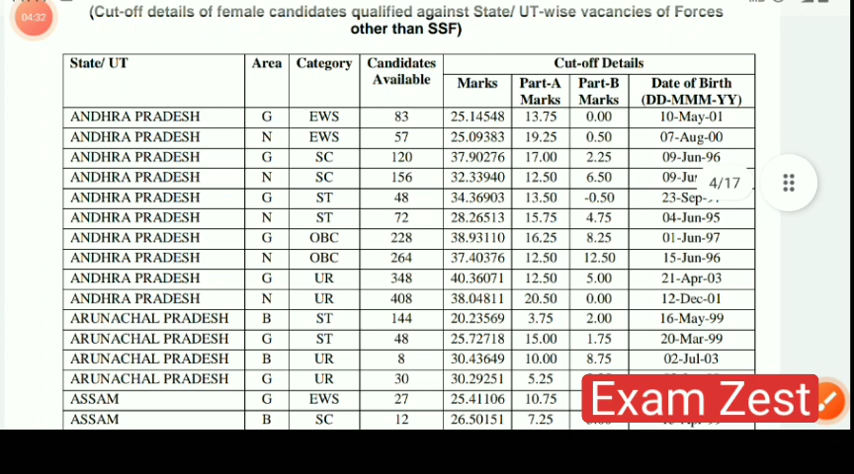 04:32
(Cut-off details of female candidates qualified against State/ UT-wise vacancies of Forces
other than SSF)
State/ UT Area Category Candidates Available Cut-off Details
Marks Part-A Marks Part-B Marks Date of Birth (DD-MMM-YY)
ANDHRA PRADESH G EWS 83 25.14548 13.75 0.00 10-May-01
ANDHRA PRADESH N EWS 57 25.09383 19.25 0.50 07-Aug-00
ANDHRA PRADESH G SC 120 37.90276 17.00 2.25 09-Jun-96
ANDHRA PRADESH N SC 156 32.33940 12.50 6.50
4/17
ANDHRA PRADESH G ST 48 34.36903 13.50 -0.50
ANDHRA PRADESH N ST 72 28.26513 15.75 4.75 04-Jun-95
ANDHRA PRADESH G OBC 228 38.93110 16.25 8.25 01-Jun-97
ANDHRA PRADESH N OBC 264 37.40376 12.50 12.50 15-Jun-96
ANDHRA PRADESH G UR 348 40.36071 12.50 5.00 21-Apr-03
ANDHRA PRADESH N UR 408 38.04811 20.50 0.00 12-Dec-01
ARUNACHAL PRADESH B ST 144 20.23569 3.75 2.00 16-May-99
ARUNACHAL PRADESH G ST 48 25.72718 15.00 1.75 20-Mar-99
ARUNACHAL PRADESH B UR 8 30.43649 10.00 8.75 02-Jul-03
ARUNACHAL PRADESH G UR 30 30.29251 5.25
ASSAM G EWS 27 25.41106 10.75
ASSAM B SC 12 26.50151 7.25
Exam Zest